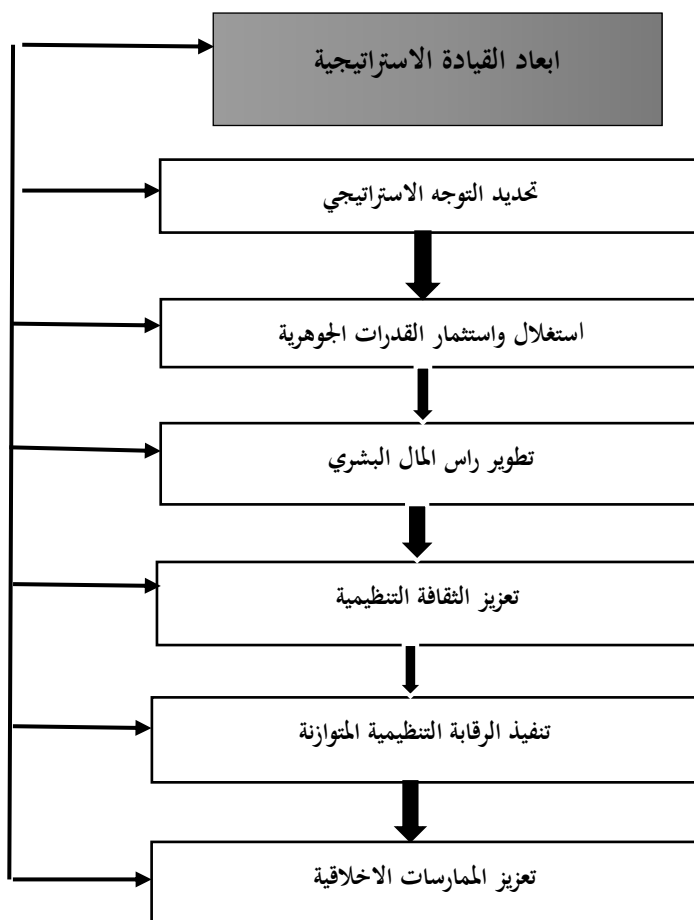 ابعاد القيادة الاستراتيجية
تحديد التوجه الاستراتيجي
استغلال واستثمار القدرات الجوهرية
تطوير راس المال البشري
تعزيز الثقافة التنظيمية
تنفيذ الرقابة التنظيمية المتوازنة
تعزيز الممارسات الاخلاقية